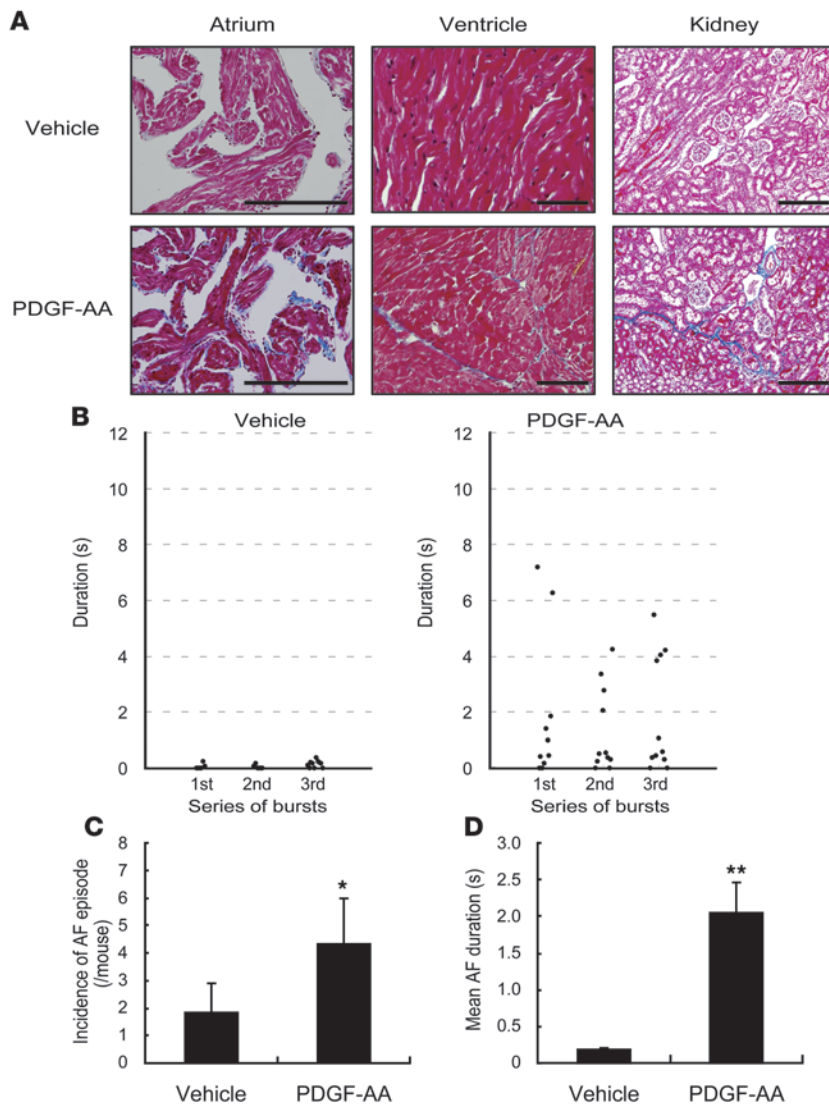 A
Atrium Ventricle Kidney
Vehicle
PDGF-AA
B
Vehicle
12
10
8
6
4
2
0
Duration (s)
1st 2nd 3rd
Series of bursts
PDGF-AA
12
10
8
6
4
2
0
Duration (s)
1st 2nd 3rd
Series of bursts
C
8
7
6
5
4
3
2
1
0
Incidence of AF episode
(/mouse)
*
Vehicle PDGF-AA
D
3.0
2.5
2.0
1.5
1.0
0.5
0
Mean AF duration (s)
**
Vehicle PDGF-AA